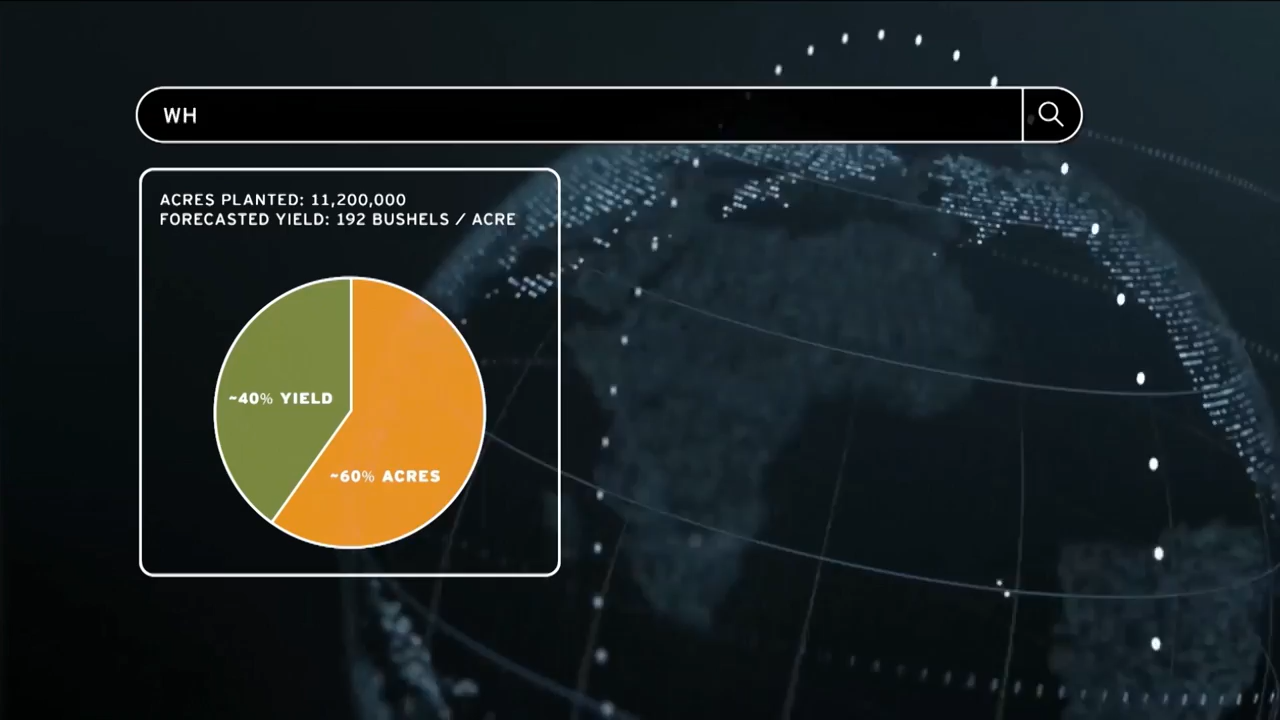 WH
ACRES PLANTED: 11,200,000
FORECASTED YIELD: 192 BUSHELS / ACRE
~40% YIELD
~60% ACRES